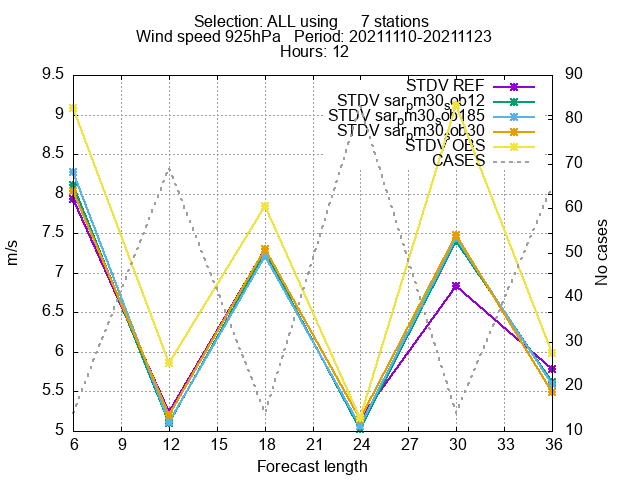 Selection: ALL using 7 stations
Wind speed 925hPa Period: 20211110-20211123
Hours: 12
9.5
9
8.5
8
7.5
7
6.5
6
5.5
5
m/s
90
80
70
60
50
40
30
20
10
No cases
STDV REF
STDV sar_pm30_sob12
STDV sar_pm30_sob185
STDV sar_pm30_sob30
STDV OBS
CASES
6 9 12 15 18 21 24 27 30 33 36
Forecast length